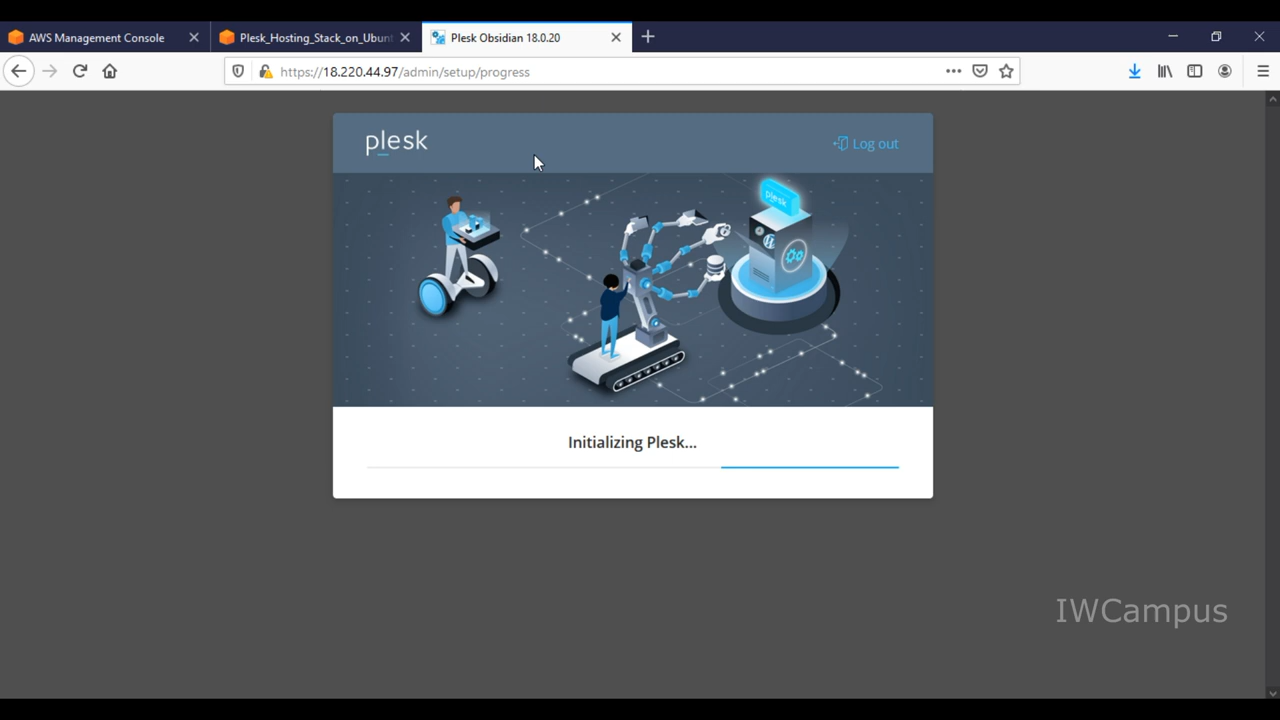 AWS Management Console
Plesk_Hosting_Stack_on_Ubun
Plesk Obsidian 18.0.20
https://18.220.44.97/admin/setup/progress
plesk
Log out
plesk
Initializing Plesk...
IWCampus